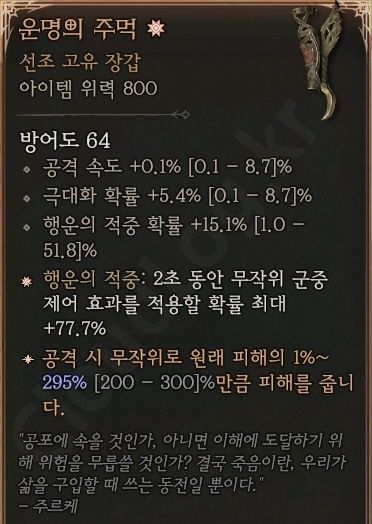 운명의 주먹
선조 고유 장갑
아이템 위력 800
방어도 64
공격 속도 +0.1% [0.1 – 8.7]%
극대화 확률 +5.4% [0.1 – 8.7]%
행운의 적중 확률 +15.1% [1.0 –
51.8]%
행운의 적중: 2초 동안 무작위 군중
제어 효과를 적용할 확률 최대
+77.7%
공격 시 무작위로 원래 피해의 1%~
295% [200 – 300]%만큼 피해를 줍니
다.
"공포에 속을 것인가, 아니면 이해에 도달하기 위
해 위험을 무릅쓸 것인가? 결국 죽음이란, 우리가
삶을 구입할 때 쓰는 동전일 뿐이다."
– 주르케